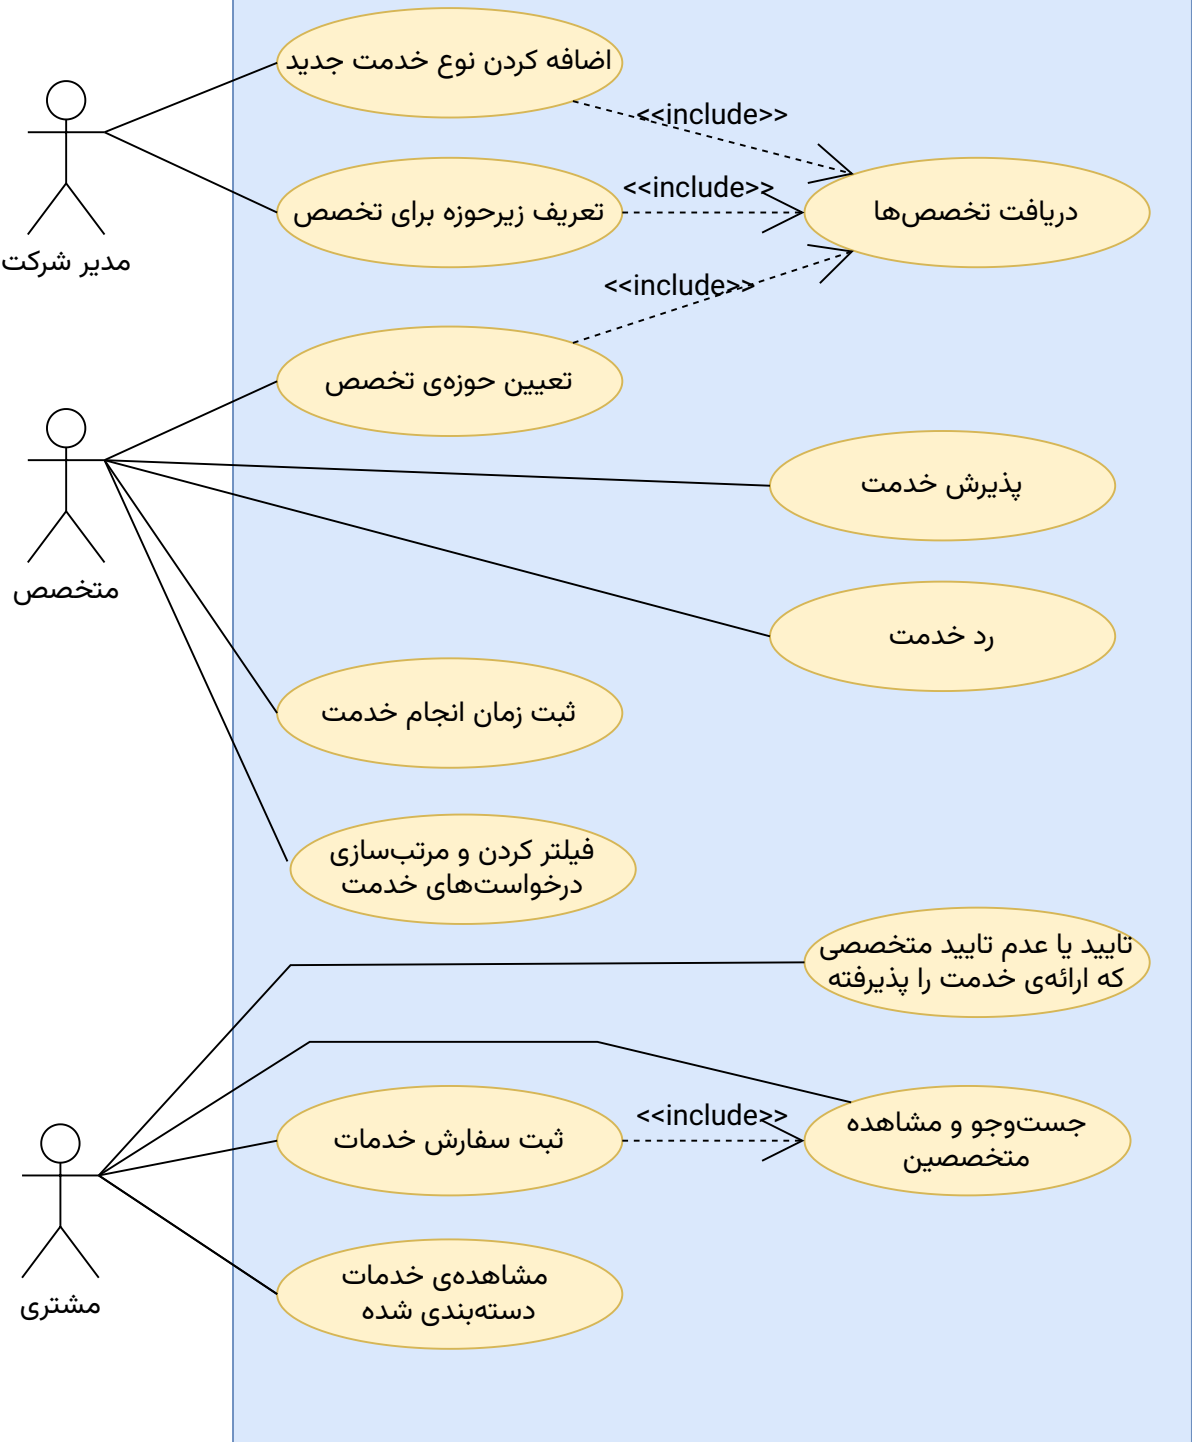 اضافه کردن نوع خدمت جدید
<<include>>
<<include>>
تعریف زیرحوزه برای تخصص
دریافت تخصص‌ها
مدیر شرکت
<<include>>
تعیین حوزه‌ی تخصص
پذیرش خدمت
متخصص
رد خدمت
ثبت زمان انجام خدمت
فیلتر کردن و مرتب‌سازی
درخواست‌های خدمت
تایید یا عدم تایید متخصصی
که ارائه‌ی خدمت را پذیرفته
<<include>>
ثبت سفارش خدمات
جست‌وجو و مشاهده
متخصصین
مشاهده‌ی خدمات
دسته‌بندی شده
مشتری